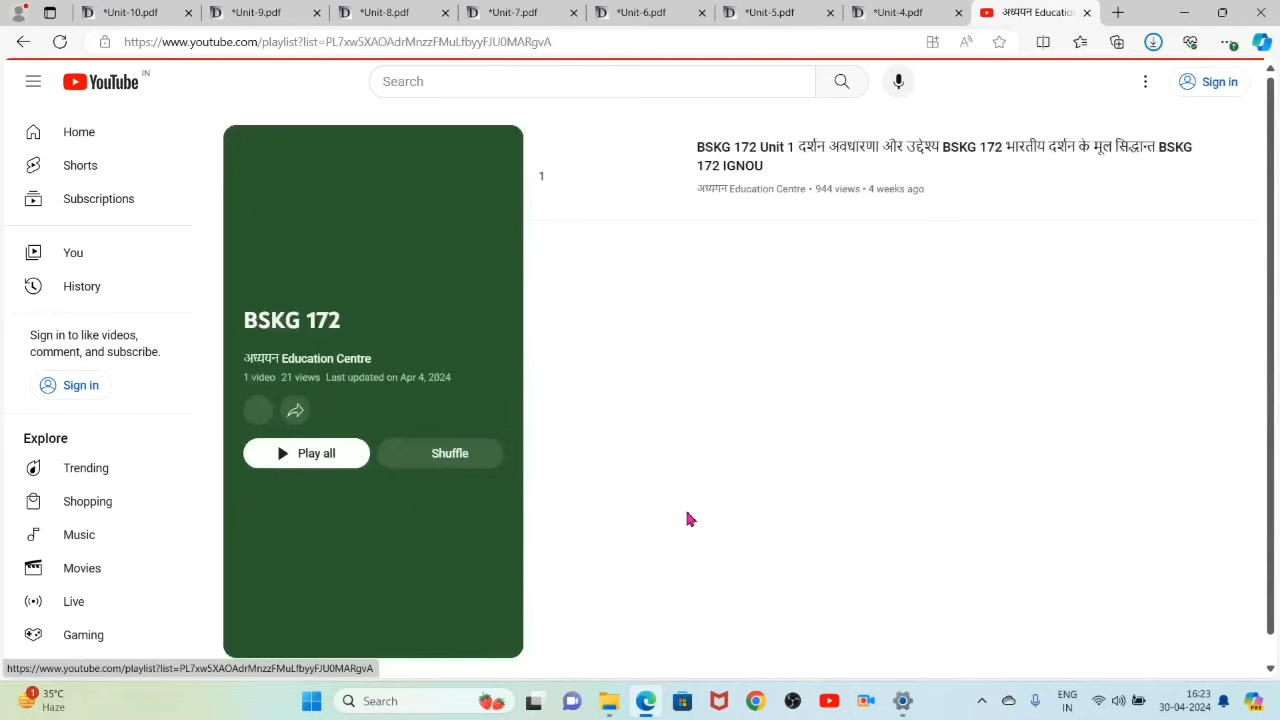 *Unit-10.pdf
*Unit-9.pdf
*Unit-8.pdf
*Unit-7.pdf
*Unit-6.pdf
*Unit-5.pdf
*Unit-4.pdf
अध्ययन Education
https://www.youtube.com/playlist?list=PL7xw5XAOAdrMnzzFMuLfbyyFJU0MARgvA
YouTube IN
Search
Sign in
Home
Shorts
Subscriptions
You
History
Sign in to like videos,
comment, and subscribe.
Sign in
Explore
Trending
Shopping
Music
Movies
Live
Gaming
BSKG 172
अध्ययन Education Centre
1 video 21 views Last updated on Apr 4, 2024
Play all
Shuffle
1
BSKG 172 Unit 1 दर्शन अवधारणा और उद्देश्य BSKG 172 भारतीय दर्शन के मूल सिद्धान्त BSKG
172 IGNOU
अध्ययन Education Centre • 944 views • 4 weeks ago
https://www.youtube.com/playlist?list=PL7xw5XAOAdrMnzzFMuLfbyyFJU0MARgvA
1
35°C
Haze
Search
ENG
IN
16:23
30-04-2024